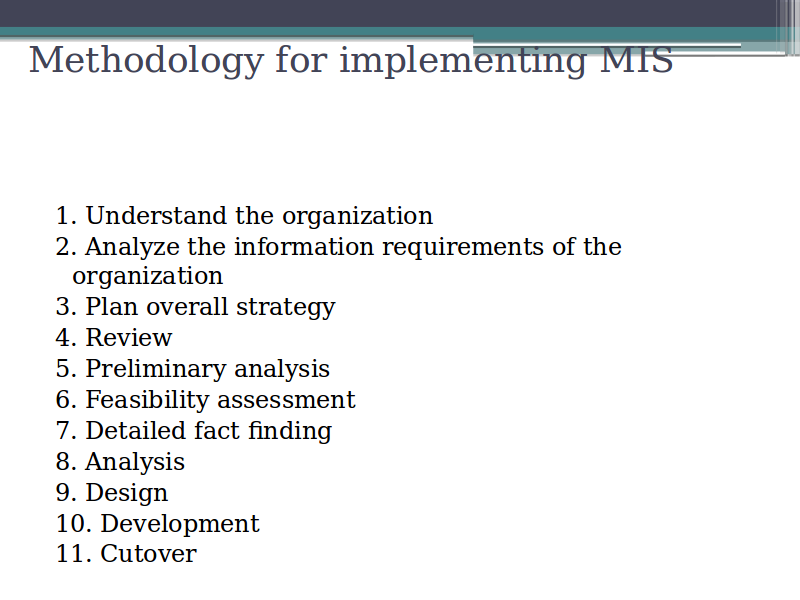 Methodology for implementing MIS
1. Understand the organization
2. Analyze the information requirements of the
organization
3. Plan overall strategy
4. Review
5. Preliminary analysis
6. Feasibility assessment
7. Detailed fact finding
8. Analysis
9. Design
10. Development
11. Cutover